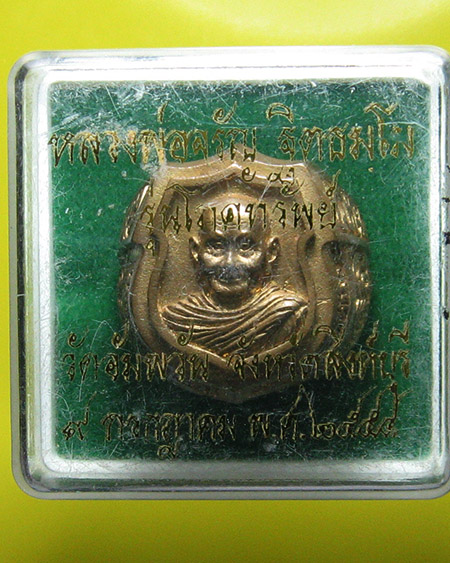 หลวงพ่อจรัญ ฐิตธมฺโม
รุ่นโภคทรัพย์
วัดอัมพวัน จังหวัดสิงห์บุรี
๙ กรกฎาคม พ.ศ.๒๕๕๔